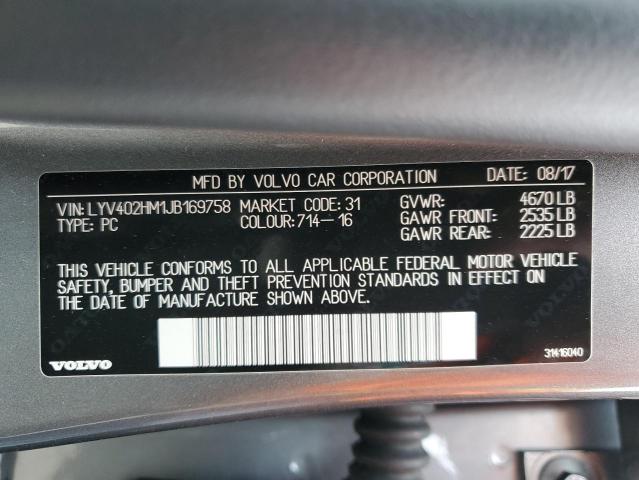 MFD BY VOLVO CAR CORPORATION DATE: 08/17
VIN: LYV402HM1JB169758 MARKET CODE: 31 GVWR: 4670 LB
TYPE: PC COLOUR: 714-16 GAWR FRONT: 2535 LB
GAWR REAR: 2225 LB
THIS VEHICLE CONFORMS TO ALL APPLICABLE FEDERAL MOTOR VEHICLE
SAFETY, BUMPER AND THEFT PREVENTION STANDARDS IN EFFECT ON
THE DATE OF MANUFACTURE SHOWN ABOVE.
VOLVO 31416040